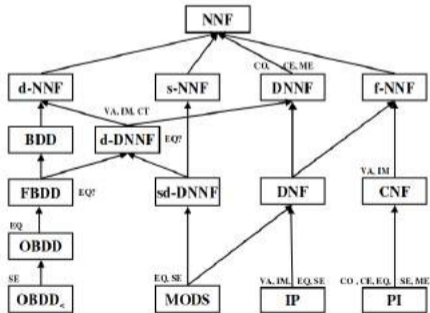 NNF
CO, CE, ME
d-NNF s-NNF DNNF f-NNF
VA, IM, CT
BDD d-DNNF EQ?
VA, IM
FBDD EQ? sd-DNNF DNF CNF
EQ
OBDD
SE EQ, SE VA, IM, EQ, SE CO, CE, EQ, SE, ME
OBDD< MODS IP PI